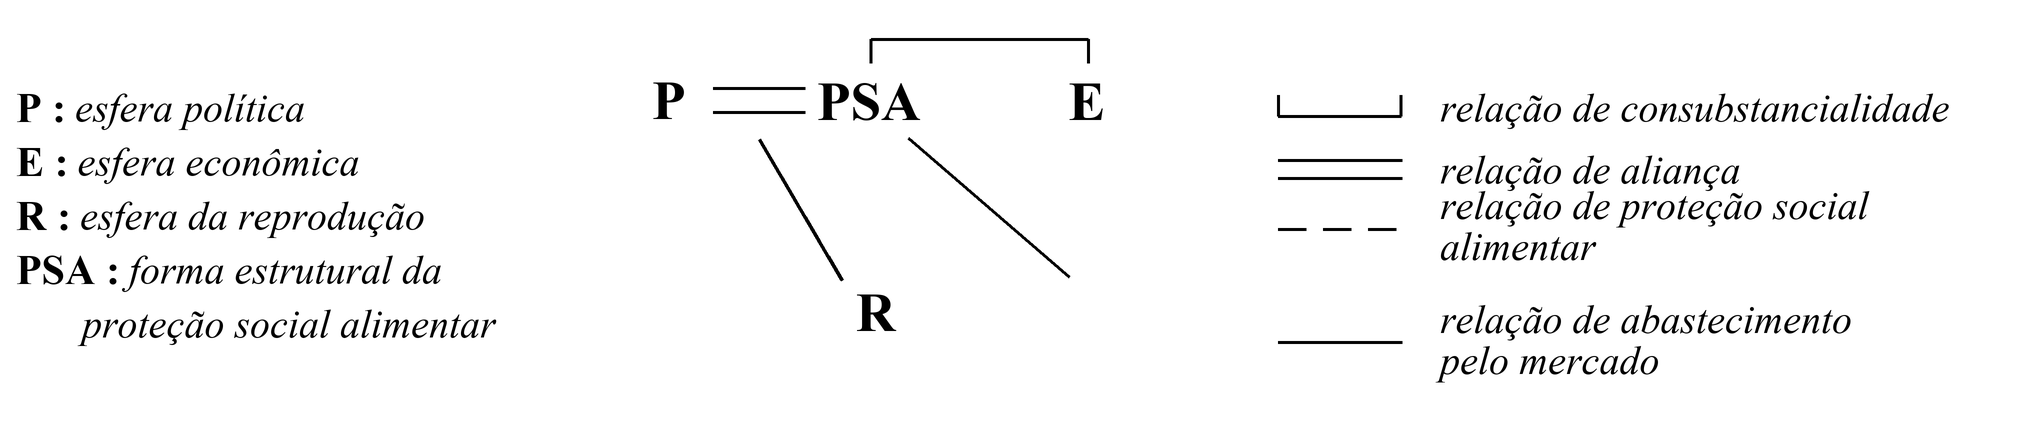 P : esfera política
E : esfera econômica
R : esfera da reprodução
PSA : forma estrutural da
proteção social alimentar
P PSA E
R
relação de consubstancialidade
relação de aliança
relação de proteção social
alimentar
relação de abastecimento
pelo mercado